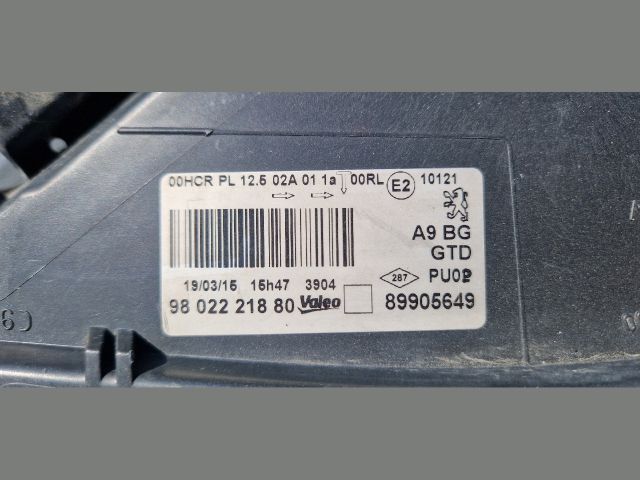 00HCR PL 12.5 02A 01 1a 00RL E2 10121
A9 BG
GTD
19/03/15 15h47 3904 287 PU02
98 022 218 80 Valeo 89905649